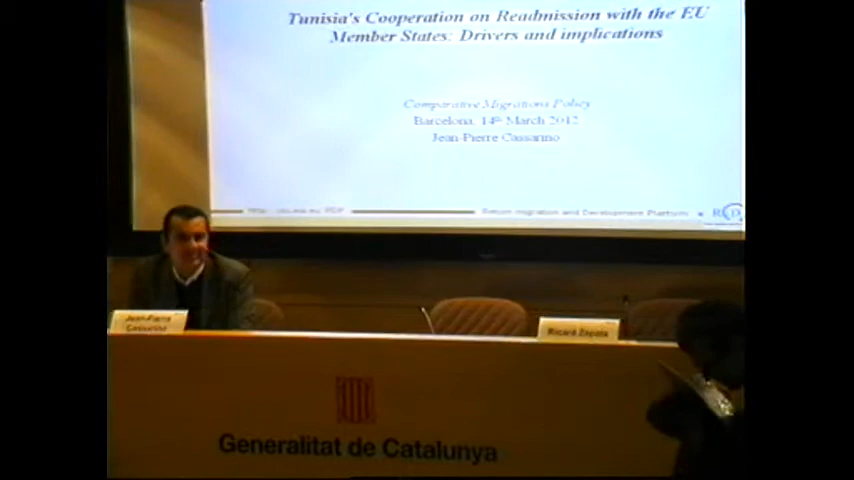 Tunisia's Cooperation on Readmission with the EU
Member States: Drivers and implications
Comparative Migrations Policy
Barcelona, 14th March 2012
Jean-Pierre Cassarino
Return migration and Development Platform
Jean-Pierre
Cassarino
Ricard Zapata
Generalitat de Catalunya